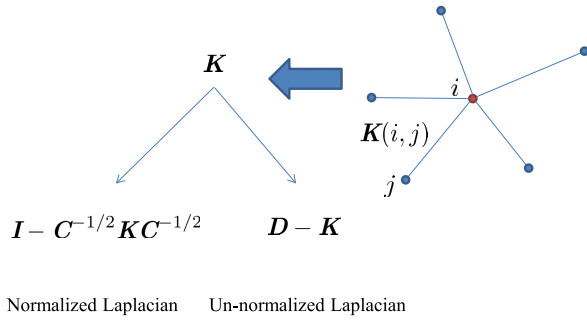 K
i
K(i, j)
j
I − C^{−1/2}KC^{−1/2} D − K
Normalized Laplacian Un-normalized Laplacian